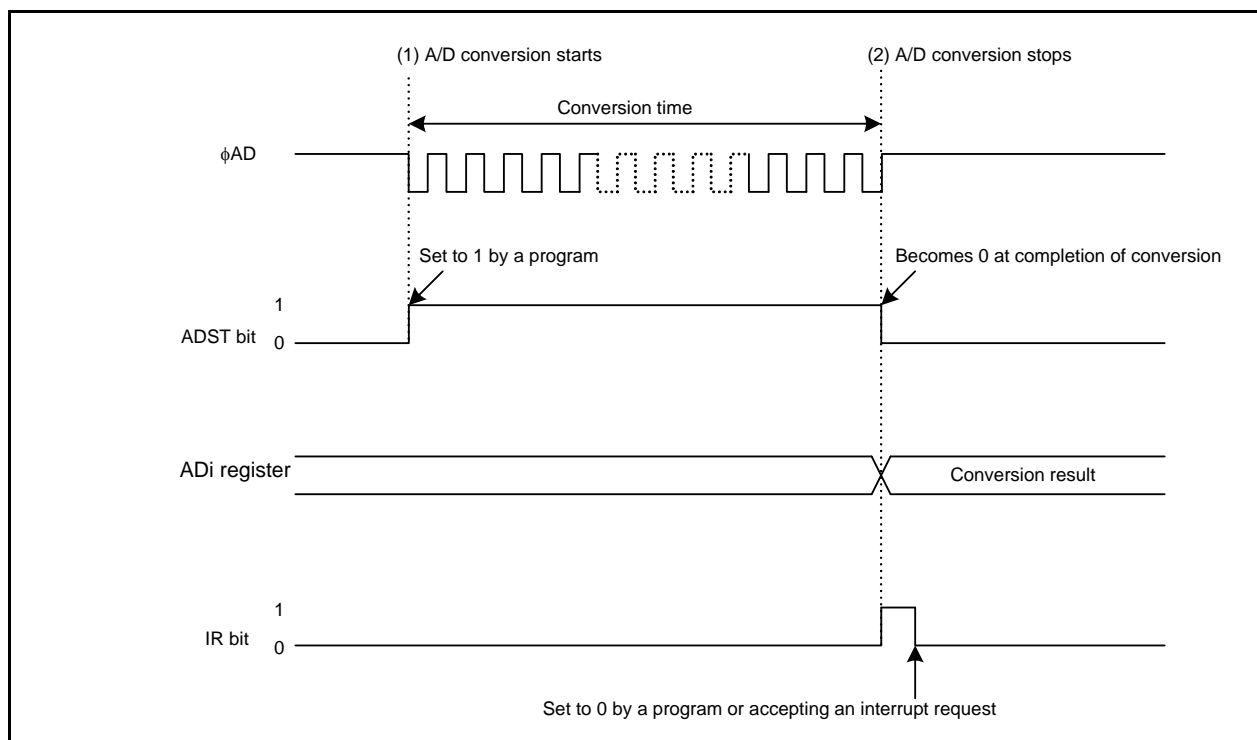 (1) A/D conversion starts
(2) A/D conversion stops
Conversion time
ϕAD
Set to 1 by a program
Becomes 0 at completion of conversion
1
ADST bit
0
ADi register
Conversion result
1
IR bit
0
Set to 0 by a program or accepting an interrupt request